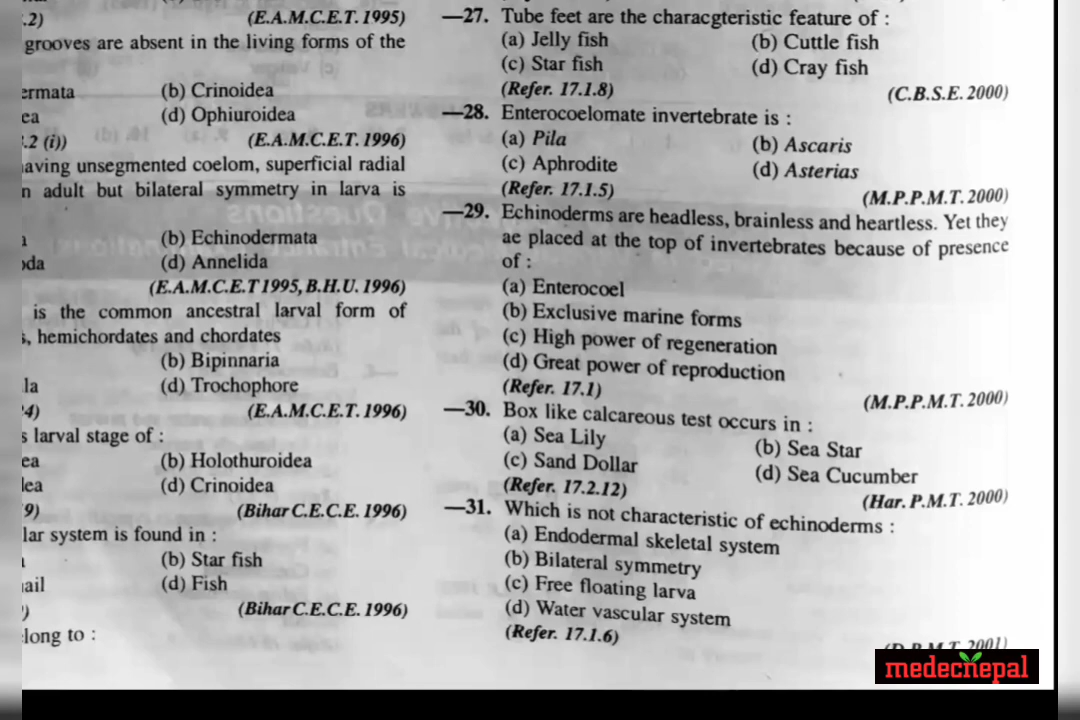 .2)
(E.A.M.C.E.T. 1995)
grooves are absent in the living forms of the
ermata
(b) Crinoidea
ea
(d) Ophiuroidea
.2 (i))
(E.A.M.C.E.T. 1996)
aving unsegmented coelom, superficial radial
n adult but bilateral symmetry in larva is
(b) Echinodermata
oda
(d) Annelida
(E.A.M.C.E.T 1995, B.H.U. 1996)
is the common ancestral larval form of
s, hemichordates and chordates
(b) Bipinnaria
la
(d) Trochophore
4)
(E.A.M.C.E.T. 1996)
s larval stage of :
ea
(b) Holothuroidea
lea
(d) Crinoidea
9)
(Bihar C.E.C.E. 1996)
lar system is found in :
(b) Star fish
ail
(d) Fish
)
(Bihar C.E.C.E. 1996)
long to :
—27. Tube feet are the characgteristic feature of :
(a) Jelly fish
(b) Cuttle fish
(c) Star fish
(d) Cray fish
(Refer. 17.1.8)
(C.B.S.E. 2000)
—28. Enterocoelomate invertebrate is :
(a) Pila
(b) Ascaris
(c) Aphrodite
(d) Asterias
(Refer. 17.1.5)
(M.P.P.M.T. 2000)
—29. Echinoderms are headless, brainless and heartless. Yet they
ae placed at the top of invertebrates because of presence
of :
(a) Enterocoel
(b) Exclusive marine forms
(c) High power of regeneration
(d) Great power of reproduction
(Refer. 17.1)
(M.P.P.M.T. 2000)
—30. Box like calcareous test occurs in :
(a) Sea Lily
(b) Sea Star
(c) Sand Dollar
(d) Sea Cucumber
(Refer. 17.2.12)
(Har. P.M.T. 2000)
—31. Which is not characteristic of echinoderms :
(a) Endodermal skeletal system
(b) Bilateral symmetry
(c) Free floating larva
(d) Water vascular system
(Refer. 17.1.6)
medecnepal